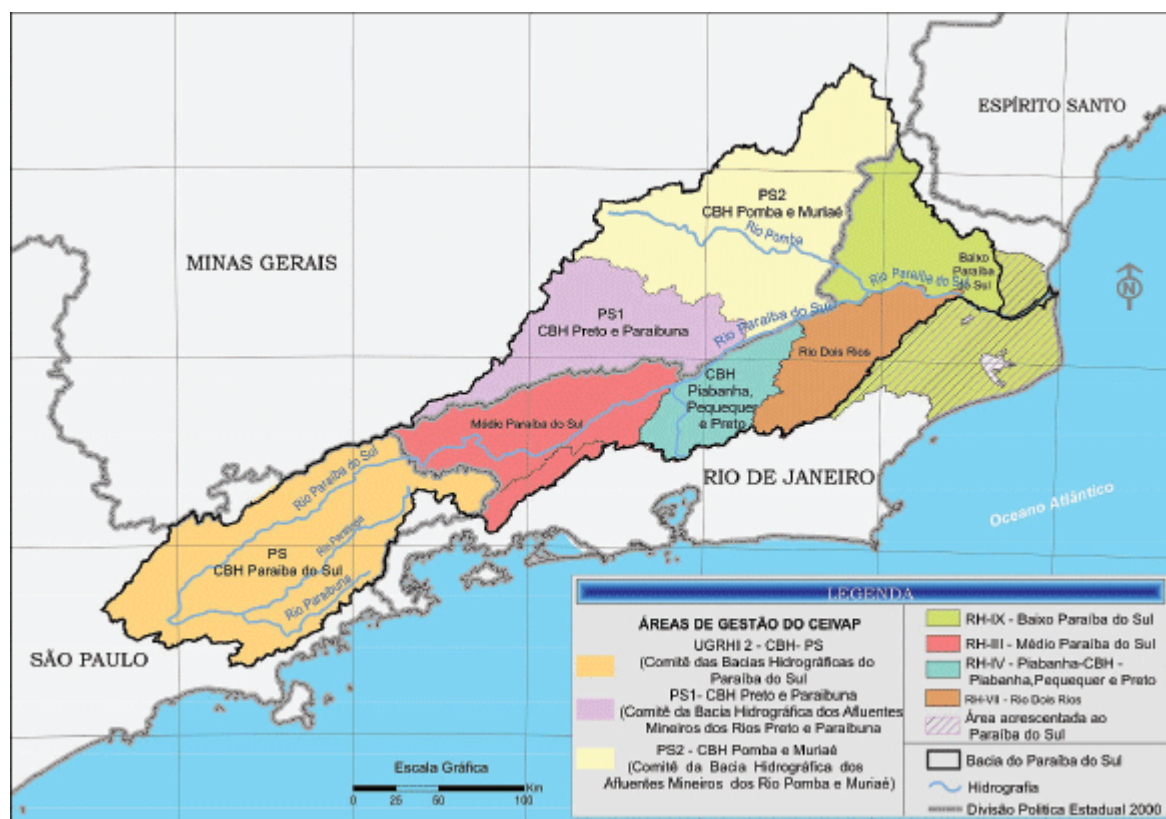 ESPÍRITO SANTO
PS2
CBH Pomba e Muriaé
Rio Pomba
MINAS GERAIS
Baixo
Paraíba
do Sul
Rio Paraíba do Sul
PS1
CBH Preto e Paraibuna
Rio Paraíba do Sul
Rio Dois Rios
CBH
Piabanha,
Pequequer
e Preto
Médio Paraíba do Sul
Rio Paraíba do Sul
RIO DE JANEIRO
Oceano Atlântico
N
PS
CBH Paraíba do Sul
Rio Paraibuna
SÃO PAULO
Escala Gráfica
Km
0 25 50 100
LEGENDA
ÁREAS DE GESTÃO DO CEIVAP
UGRHI 2 - CBH- PS
(Comitê das Bacias Hidrográficas do
Paraíba do Sul
PS1- CBH Preto e Paraibuna
(Comitê da Bacia Hidrográfica dos Afluentes
Mineiros dos Rios Preto e Paraibuna
PS2 - CBH Pomba e Muriaé
(Comitê da Bacia Hidrográfica dos
Afluentes Mineiros dos Rio Pomba e Muriaé)
RH-IX - Baixo Paraíba do Sul
RH-III - Médio Paraíba do Sul
RH-IV - Piabanha-CBH -
Piabanha,Pequequer e Preto
RH-VII - Rio Dois Rios
Área acrescentada ao
Paraíba do Sul
Bacia do Paraíba do Sul
Hidrografia
Divisão Politica Estadual 2000